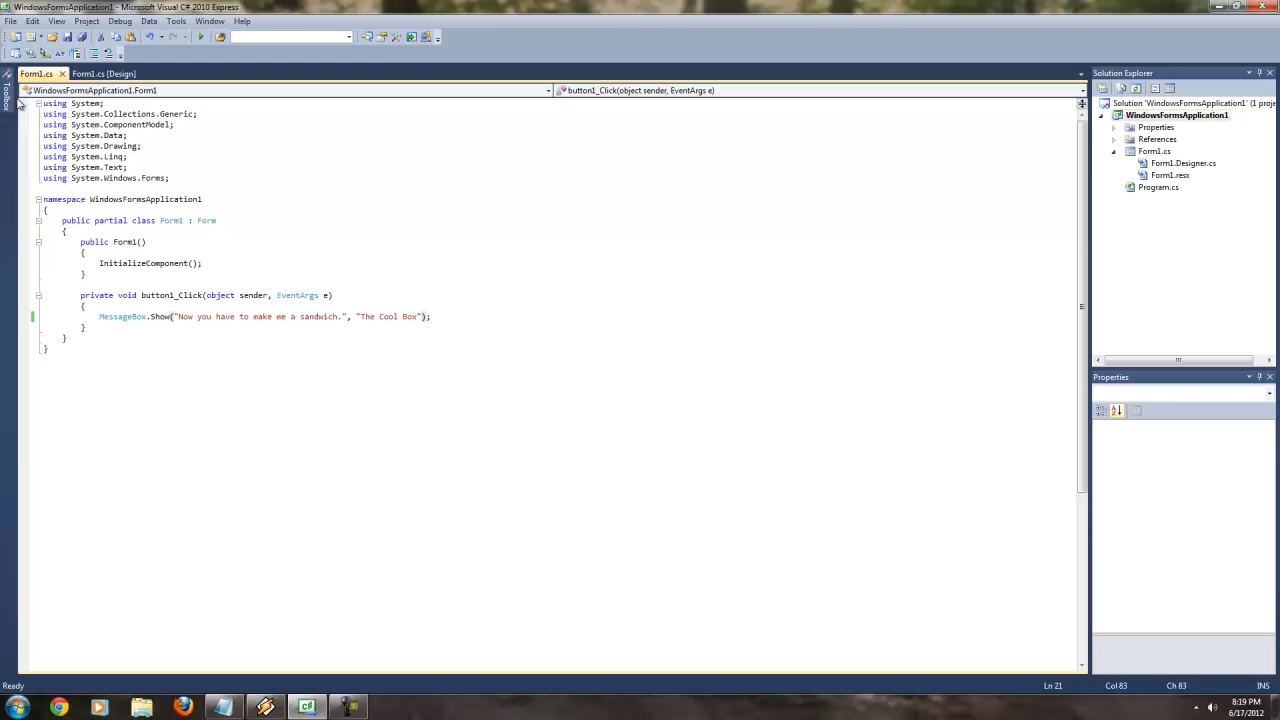 WindowsFormsApplication1 - Microsoft Visual C# 2010 Express
File Edit View Project Debug Data Tools Window Help
Form1.cs Form1.cs [Design]
Toolbox
WindowsFormsApplication1.Form1 button1_Click(object sender, EventArgs e)
using System;
using System.Collections.Generic;
using System.ComponentModel;
using System.Data;
using System.Drawing;
using System.Linq;
using System.Text;
using System.Windows.Forms;
namespace WindowsFormsApplication1
{
public partial class Form1 : Form
{
public Form1()
{
InitializeComponent();
}
private void button1_Click(object sender, EventArgs e)
{
MessageBox.Show("Now you have to make me a sandwich.", "The Cool Box");
}
}
}
Solution Explorer
Solution 'WindowsFormsApplication1' (1 proje
WindowsFormsApplication1
Properties
References
Form1.cs
Form1.Designer.cs
Form1.resx
Program.cs
Properties
Ready Ln 21 Col 83 Ch 83 INS
8:19 PM
6/17/2012